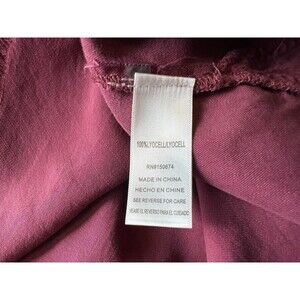 100%LYOCELL/LYOCELL
RN#150674
MADE IN CHINA
HECHO EN CHINE
SEE REVERSE FOR CARE
VEASE EL REVERSO PARA EL CUIDADO